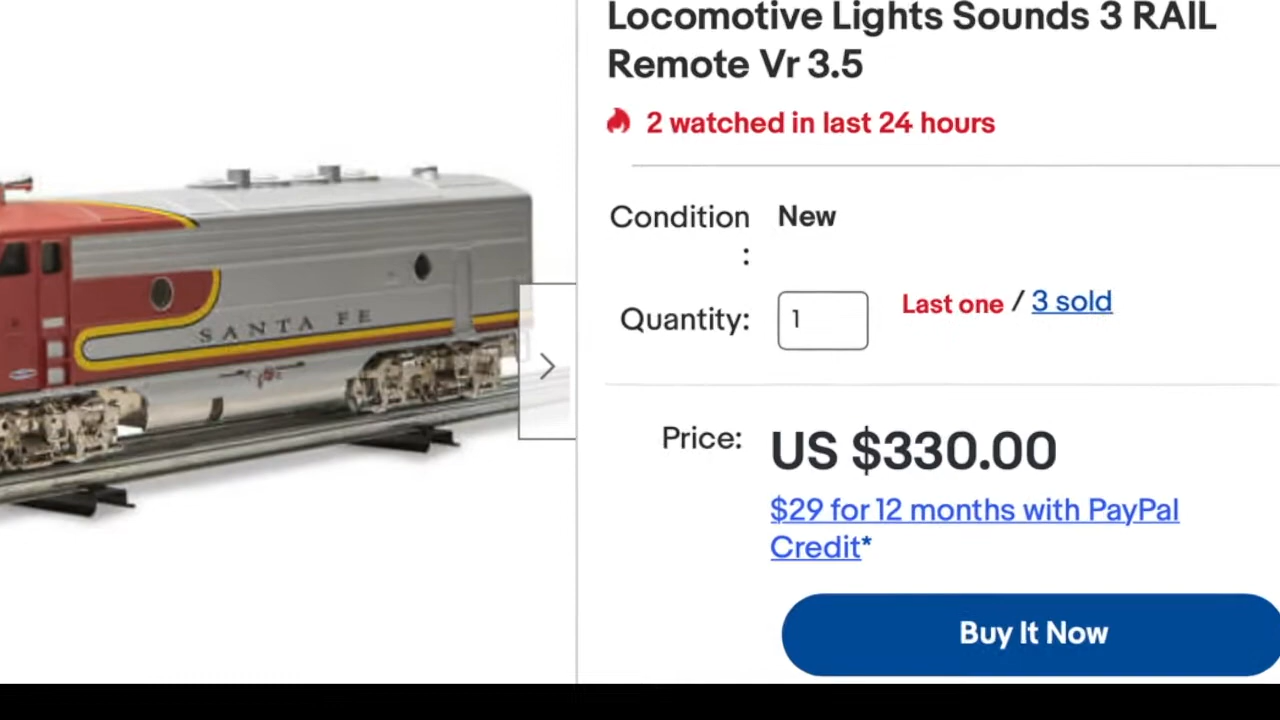 Locomotive Lights Sounds 3 RAIL
Remote Vr 3.5
2 watched in last 24 hours
Condition
:
New
Quantity:
1
Last one / 3 sold
SANTA FE
Price:
US $330.00
$29 for 12 months with PayPal
Credit*
Buy It Now